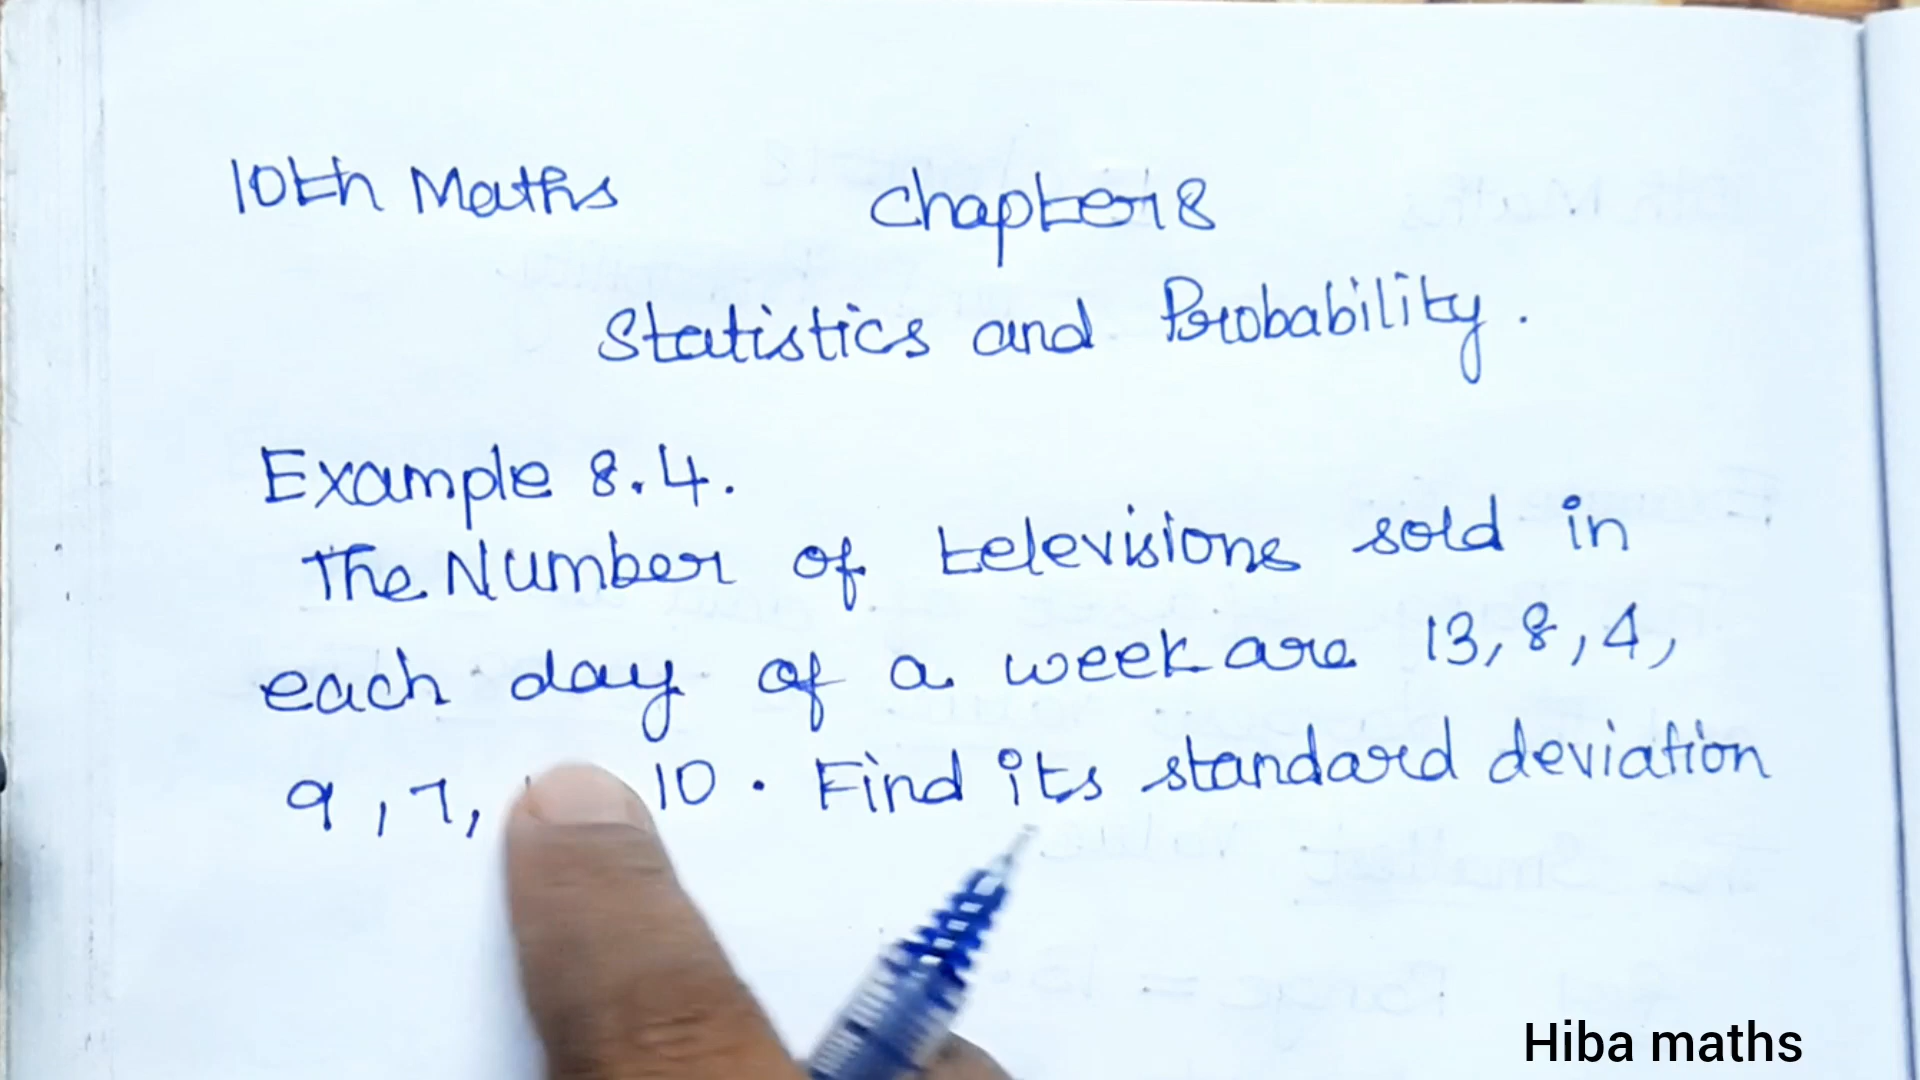 10th Maths
Chapter 8
Statistics and Probability.
Example 8.4.
The Number of televisions sold in
each day of a week are 13, 8, 4,
9, 7, 10. Find its standard deviation
Hiba maths